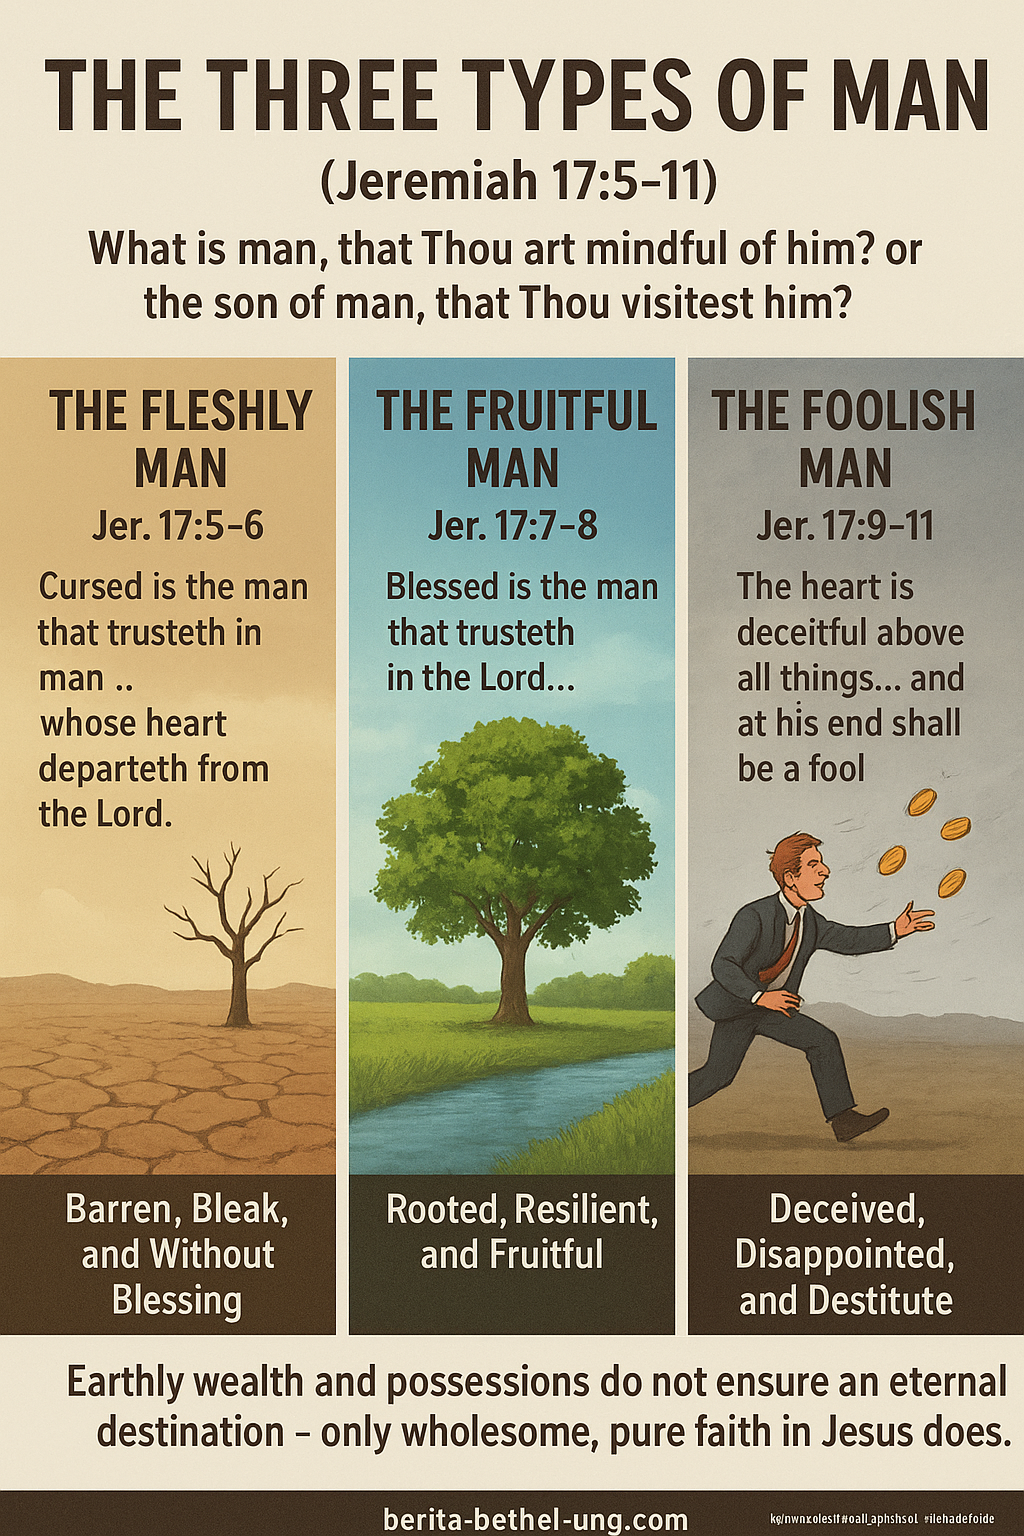 THE THREE TYPES OF MAN
(Jeremiah 17:5–11)
What is man, that Thou art mindful of him? or
the son of man, that Thou visitest him?
THE FLESHLY
MAN
Jer. 17:5–6
Cursed is the man
that trusteth in
man ..
whose heart
departeth from
the Lord.
Barren, Bleak,
and Without
Blessing
THE FRUITFUL
MAN
Jer. 17:7–8
Blessed is the man
that trusteth
in the Lord...
Rooted, Resilient,
and Fruitful
THE FOOLISH
MAN
Jer. 17:9–11
The heart is
deceitful above
all things... and
at his end shall
be a fool
Deceived,
Disappointed,
and Destitute
Earthly wealth and possessions do not ensure an eternal
destination – only wholesome, pure faith in Jesus does.
berita-bethel-ung.com